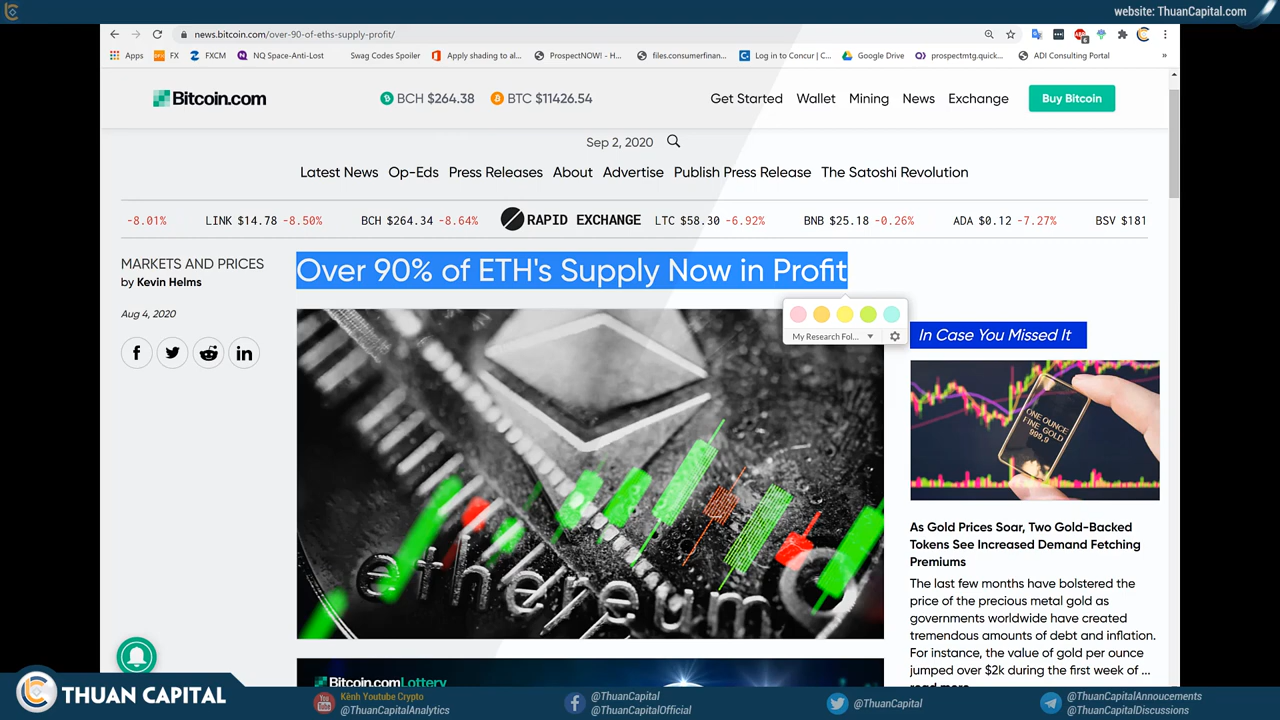 website: ThuanCapital.com
news.bitcoin.com/over-90-of-eths-supply-profit/
Apps FX FXCM NQ Space-Anti-Lost Swag Codes Spoiler Apply shading to al... ProspectNOW! - H... files.consumerfinan... Log in to Concur | C... Google Drive prospectmtg.quick... ADI Consulting Portal »
Bitcoin.com BCH $264.38 BTC $11426.54 Get Started Wallet Mining News Exchange Buy Bitcoin
Sep 2, 2020
Latest News Op-Eds Press Releases About Advertise Publish Press Release The Satoshi Revolution
-8.01% LINK $14.78 -8.50% BCH $264.34 -8.64% RAPID EXCHANGE LTC $58.30 -6.92% BNB $25.18 -0.26% ADA $0.12 -7.27% BSV $181
MARKETS AND PRICES
by Kevin Helms
Aug 4, 2020
Over 90% of ETH's Supply Now in Profit
My Research Fol...
ethereum
In Case You Missed It
ONE OUNCE
FINE GOLD
999,9
As Gold Prices Soar, Two Gold-Backed
Tokens See Increased Demand Fetching
Premiums
The last few months have bolstered the
price of the precious metal gold as
governments worldwide have created
tremendous amounts of debt and inflation.
For instance, the value of gold per ounce
jumped over $2k during the first week of ...
read more
Bitcoin.com Lottery
THUAN CAPITAL
You Tube
Kênh Youtube Crypto
@ThuanCapitalAnalytics
@ThuanCapital
@ThuanCapitalOfficial
@ThuanCapital
@ThuanCapitalAnnoucements
@ThuanCapitalDiscussions